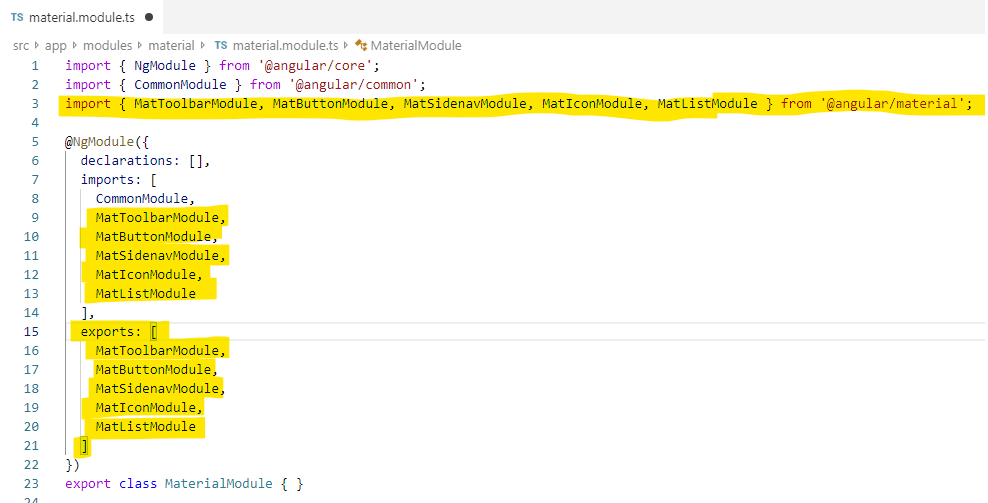 TS material.module.ts
src app modules material TS material.module.ts MaterialModule
1 import { NgModule } from '@angular/core';
2 import { CommonModule } from '@angular/common';
3 import { MatToolbarModule, MatButtonModule, MatSidenavModule, MatIconModule, MatListModule } from '@angular/material';
4
5 @NgModule({
6 declarations: [],
7 imports: [
8 CommonModule,
9 MatToolbarModule,
10 MatButtonModule,
11 MatSidenavModule,
12 MatIconModule,
13 MatListModule
14 ],
15 exports: [
16 MatToolbarModule,
17 MatButtonModule,
18 MatSidenavModule,
19 MatIconModule,
20 MatListModule
21 ]
22 })
23 export class MaterialModule { }
24